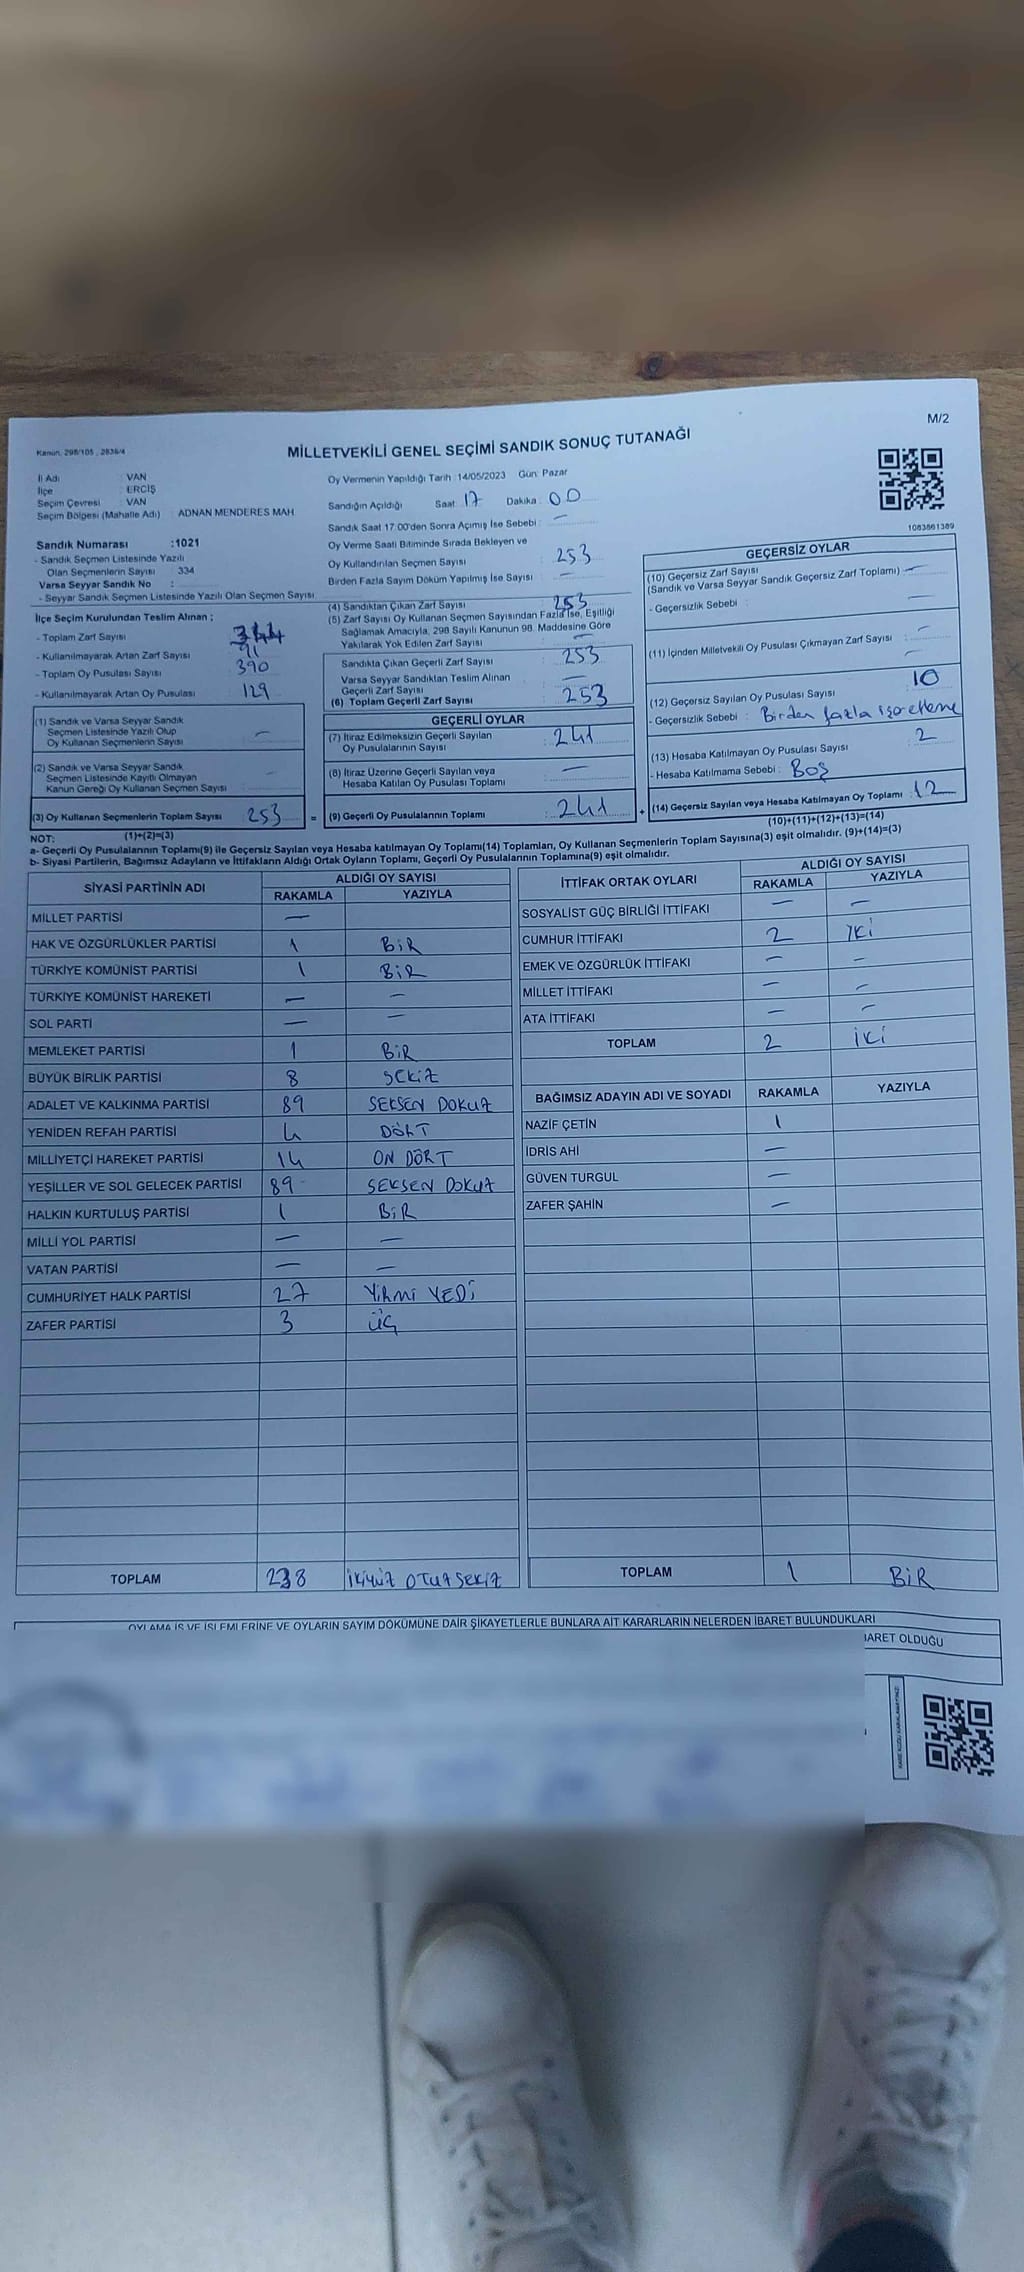 M/2
Kanun, 298/105 , 2839/4
MİLLETVEKİLİ GENEL SEÇİMİ SANDIK SONUÇ TUTANAĞI
İl Adı : VAN
İlçe : ERCİŞ
Seçim Çevresi : VAN
Seçim Bölgesi (Mahalle Adı) : ADNAN MENDERES MAH
Sandık Numarası :1021
- Sandık Seçmen Listesinde Yazılı
Olan Seçmenlerin Sayısı : 334
Varsa Seyyar Sandık No :
- Seyyar Sandık Seçmen Listesinde Yazılı Olan Seçmen Sayısı
İlçe Seçim Kurulundan Teslim Alınan ;
- Toplam Zarf Sayısı : 344
- Kullanılmayarak Artan Zarf Sayısı : 91
- Toplam Oy Pusulası Sayısı : 390
- Kullanılmayarak Artan Oy Pusulası : 129
(1) Sandık ve Varsa Seyyar Sandık
Seçmen Listesinde Yazılı Olup
Oy Kullanan Seçmenlerin Sayısı : —
(2) Sandık ve Varsa Seyyar Sandık
Seçmen Listesinde Kayıtlı Olmayan
Kanun Gereği Oy Kullanan Seçmen Sayısı : —
(3) Oy Kullanan Seçmenlerin Toplam Sayısı : 253
(1)+(2)=(3)
Oy Vermenin Yapıldığı Tarih :14/05/2023 Gün: Pazar
Sandığın Açıldığı Saat : 17 Dakika : 00
Sandık Saat 17:00'den Sonra Açımış İse Sebebi : —
Oy Verme Saati Bitiminde Sırada Bekleyen ve
Oy Kullandırılan Seçmen Sayısı : 253
Birden Fazla Sayım Döküm Yapılmış İse Sayısı : —
(4) Sandıktan Çıkan Zarf Sayısı : 253
(5) Zarf Sayısı Oy Kullanan Seçmen Sayısından Fazla İse, Eşitliği
Sağlamak Amacıyla, 298 Sayılı Kanunun 98. Maddesine Göre
Yakılarak Yok Edilen Zarf Sayısı :
Sandıkta Çıkan Geçerli Zarf Sayısı : 253
Varsa Seyyar Sandıktan Teslim Alınan
Geçerli Zarf Sayısı : —
(6) Toplam Geçerli Zarf Sayısı : 253
GEÇERLİ OYLAR
(7) İtiraz Edilmeksizin Geçerli Sayılan
Oy Pusulalarının Sayısı : 241
(8) İtiraz Üzerine Geçerli Sayılan veya
Hesaba Katılan Oy Pusulası Toplamı : —
= (9) Geçerli Oy Pusulalarının Toplamı : 241 +
1083861389
GEÇERSİZ OYLAR
(10) Geçersiz Zarf Sayısı
(Sandık ve Varsa Seyyar Sandık Geçersiz Zarf Toplamı) : —
- Geçersizlik Sebebi : —
(11) İçinden Milletvekili Oy Pusulası Çıkmayan Zarf Sayısı : —
(12) Geçersiz Sayılan Oy Pusulası Sayısı : 10
- Geçersizlik Sebebi : Birden fazla işaretleme
(13) Hesaba Katılmayan Oy Pusulası Sayısı : 2
- Hesaba Katılmama Sebebi : BOŞ
(14) Geçersiz Sayılan veya Hesaba Katılmayan Oy Toplamı : 12
(10)+(11)+(12)+(13)=(14)
NOT:
a- Geçerli Oy Pusulalarının Toplamı(9) ile Geçersiz Sayılan veya Hesaba katılmayan Oy Toplamı(14) Toplamları, Oy Kullanan Seçmenlerin Toplam Sayısına(3) eşit olmalıdır. (9)+(14)=(3)
b- Siyasi Partilerin, Bağımsız Adayların ve İttifakların Aldığı Ortak Oyların Toplamı, Geçerli Oy Pusulalarının Toplamına(9) eşit olmalıdır.
SİYASİ PARTİNİN ADI ALDIĞI OY SAYISI
RAKAMLA YAZIYLA
MİLLET PARTİSİ —
HAK VE ÖZGÜRLÜKLER PARTİSİ 1 BİR
TÜRKİYE KOMÜNİST PARTİSİ 1 BİR
TÜRKİYE KOMÜNİST HAREKETİ — —
SOL PARTİ — —
MEMLEKET PARTİSİ 1 BİR
BÜYÜK BİRLİK PARTİSİ 8 SEKİZ
ADALET VE KALKINMA PARTİSİ 89 SEKSEN DOKUZ
YENİDEN REFAH PARTİSİ 4 DÖRT
MİLLİYETÇİ HAREKET PARTİSİ 14 ON DÖRT
YEŞİLLER VE SOL GELECEK PARTİSİ 89 SEKSEN DOKUZ
HALKIN KURTULUŞ PARTİSİ 1 BİR
MİLLİ YOL PARTİSİ — —
VATAN PARTİSİ — —
CUMHURİYET HALK PARTİSİ 27 YİRMİ YEDİ
ZAFER PARTİSİ 3 ÜÇ
TOPLAM 238 İKİYÜZ OTUZ SEKİZ
İTTİFAK ORTAK OYLARI ALDIĞI OY SAYISI
RAKAMLA YAZIYLA
SOSYALİST GÜÇ BİRLİĞİ İTTİFAKI — —
CUMHUR İTTİFAKI 2 İKİ
EMEK VE ÖZGÜRLÜK İTTİFAKI — —
MİLLET İTTİFAKI — —
ATA İTTİFAKI — —
TOPLAM 2 İKİ
BAĞIMSIZ ADAYIN ADI VE SOYADI RAKAMLA YAZIYLA
NAZİF ÇETİN 1
İDRİS AHİ —
GÜVEN TURGUL —
ZAFER ŞAHİN —
TOPLAM 1 BİR
OYLAMA İŞ VE İŞLEMLERİNE VE OYLARIN SAYIM DÖKÜMÜNE DAİR ŞİKAYETLERLE BUNLARA AİT KARARLARIN NELERDEN İBARET BULUNDUKLARI
BARET OLDUĞU